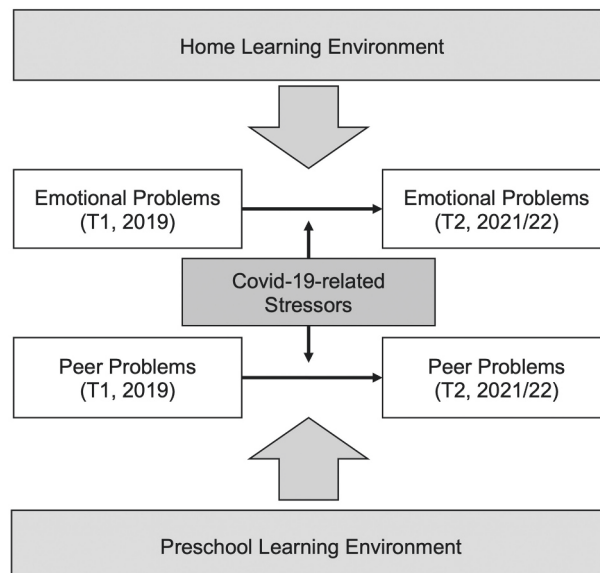 Home Learning Environment
Emotional Problems
(T1, 2019)
Emotional Problems
(T2, 2021/22)
Covid-19-related
Stressors
Peer Problems
(T1, 2019)
Peer Problems
(T2, 2021/22)
Preschool Learning Environment